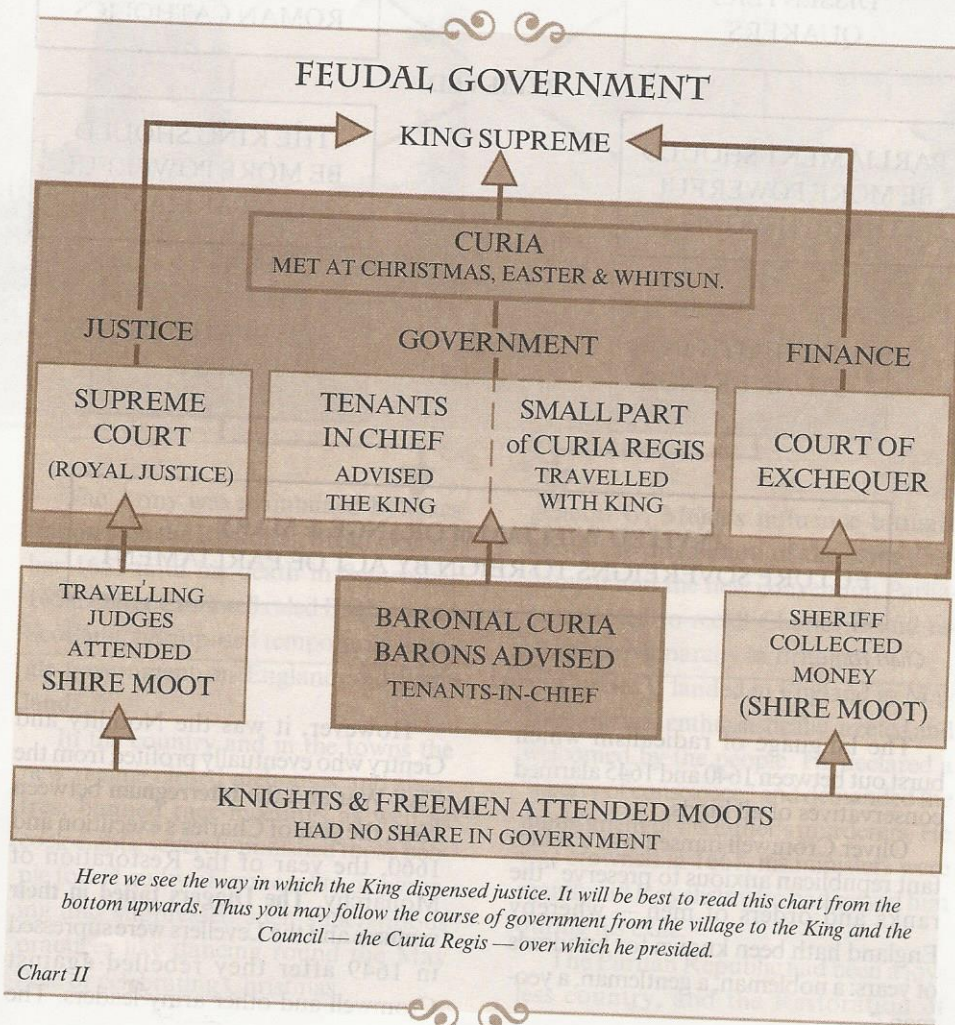 FEUDAL GOVERNMENT
KING SUPREME
CURIA
MET AT CHRISTMAS, EASTER & WHITSUN.
JUSTICE
GOVERNMENT
FINANCE
SUPREME
COURT
(ROYAL JUSTICE)
TENANTS
IN CHIEF
ADVISED
THE KING
SMALL PART
of CURIA REGIS
TRAVELLED
WITH KING
COURT OF
EXCHEQUER
TRAVELLING
JUDGES
ATTENDED
SHIRE MOOT
BARONIAL CURIA
BARONS ADVISED
TENANTS-IN-CHIEF
SHERIFF
COLLECTED
MONEY
(SHIRE MOOT)
KNIGHTS & FREEMEN ATTENDED MOOTS
HAD NO SHARE IN GOVERNMENT
Here we see the way in which the King dispensed justice. It will be best to read this chart from the
bottom upwards. Thus you may follow the course of government from the village to the King and the
Council — the Curia Regis — over which he presided.
Chart II